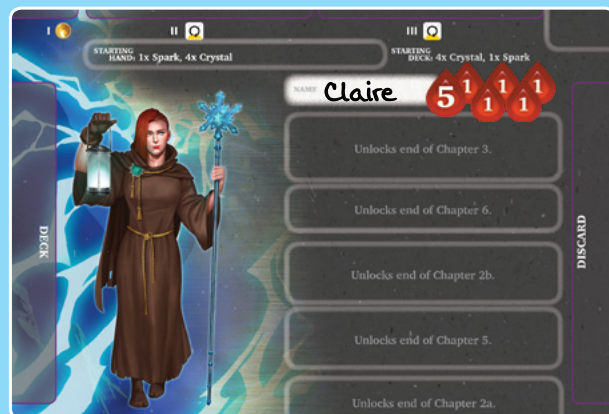 I II III
STARTING
HAND: 1x Spark, 4x Crystal
STARTING
DECK: 4x Crystal, 1x Spark
NAME Claire
5 1 1 1
1 1
Unlocks end of Chapter 3.
Unlocks end of Chapter 6.
DECK
DISCARD
Unlocks end of Chapter 2b.
Unlocks end of Chapter 5.
Unlocks end of Chapter 2a.